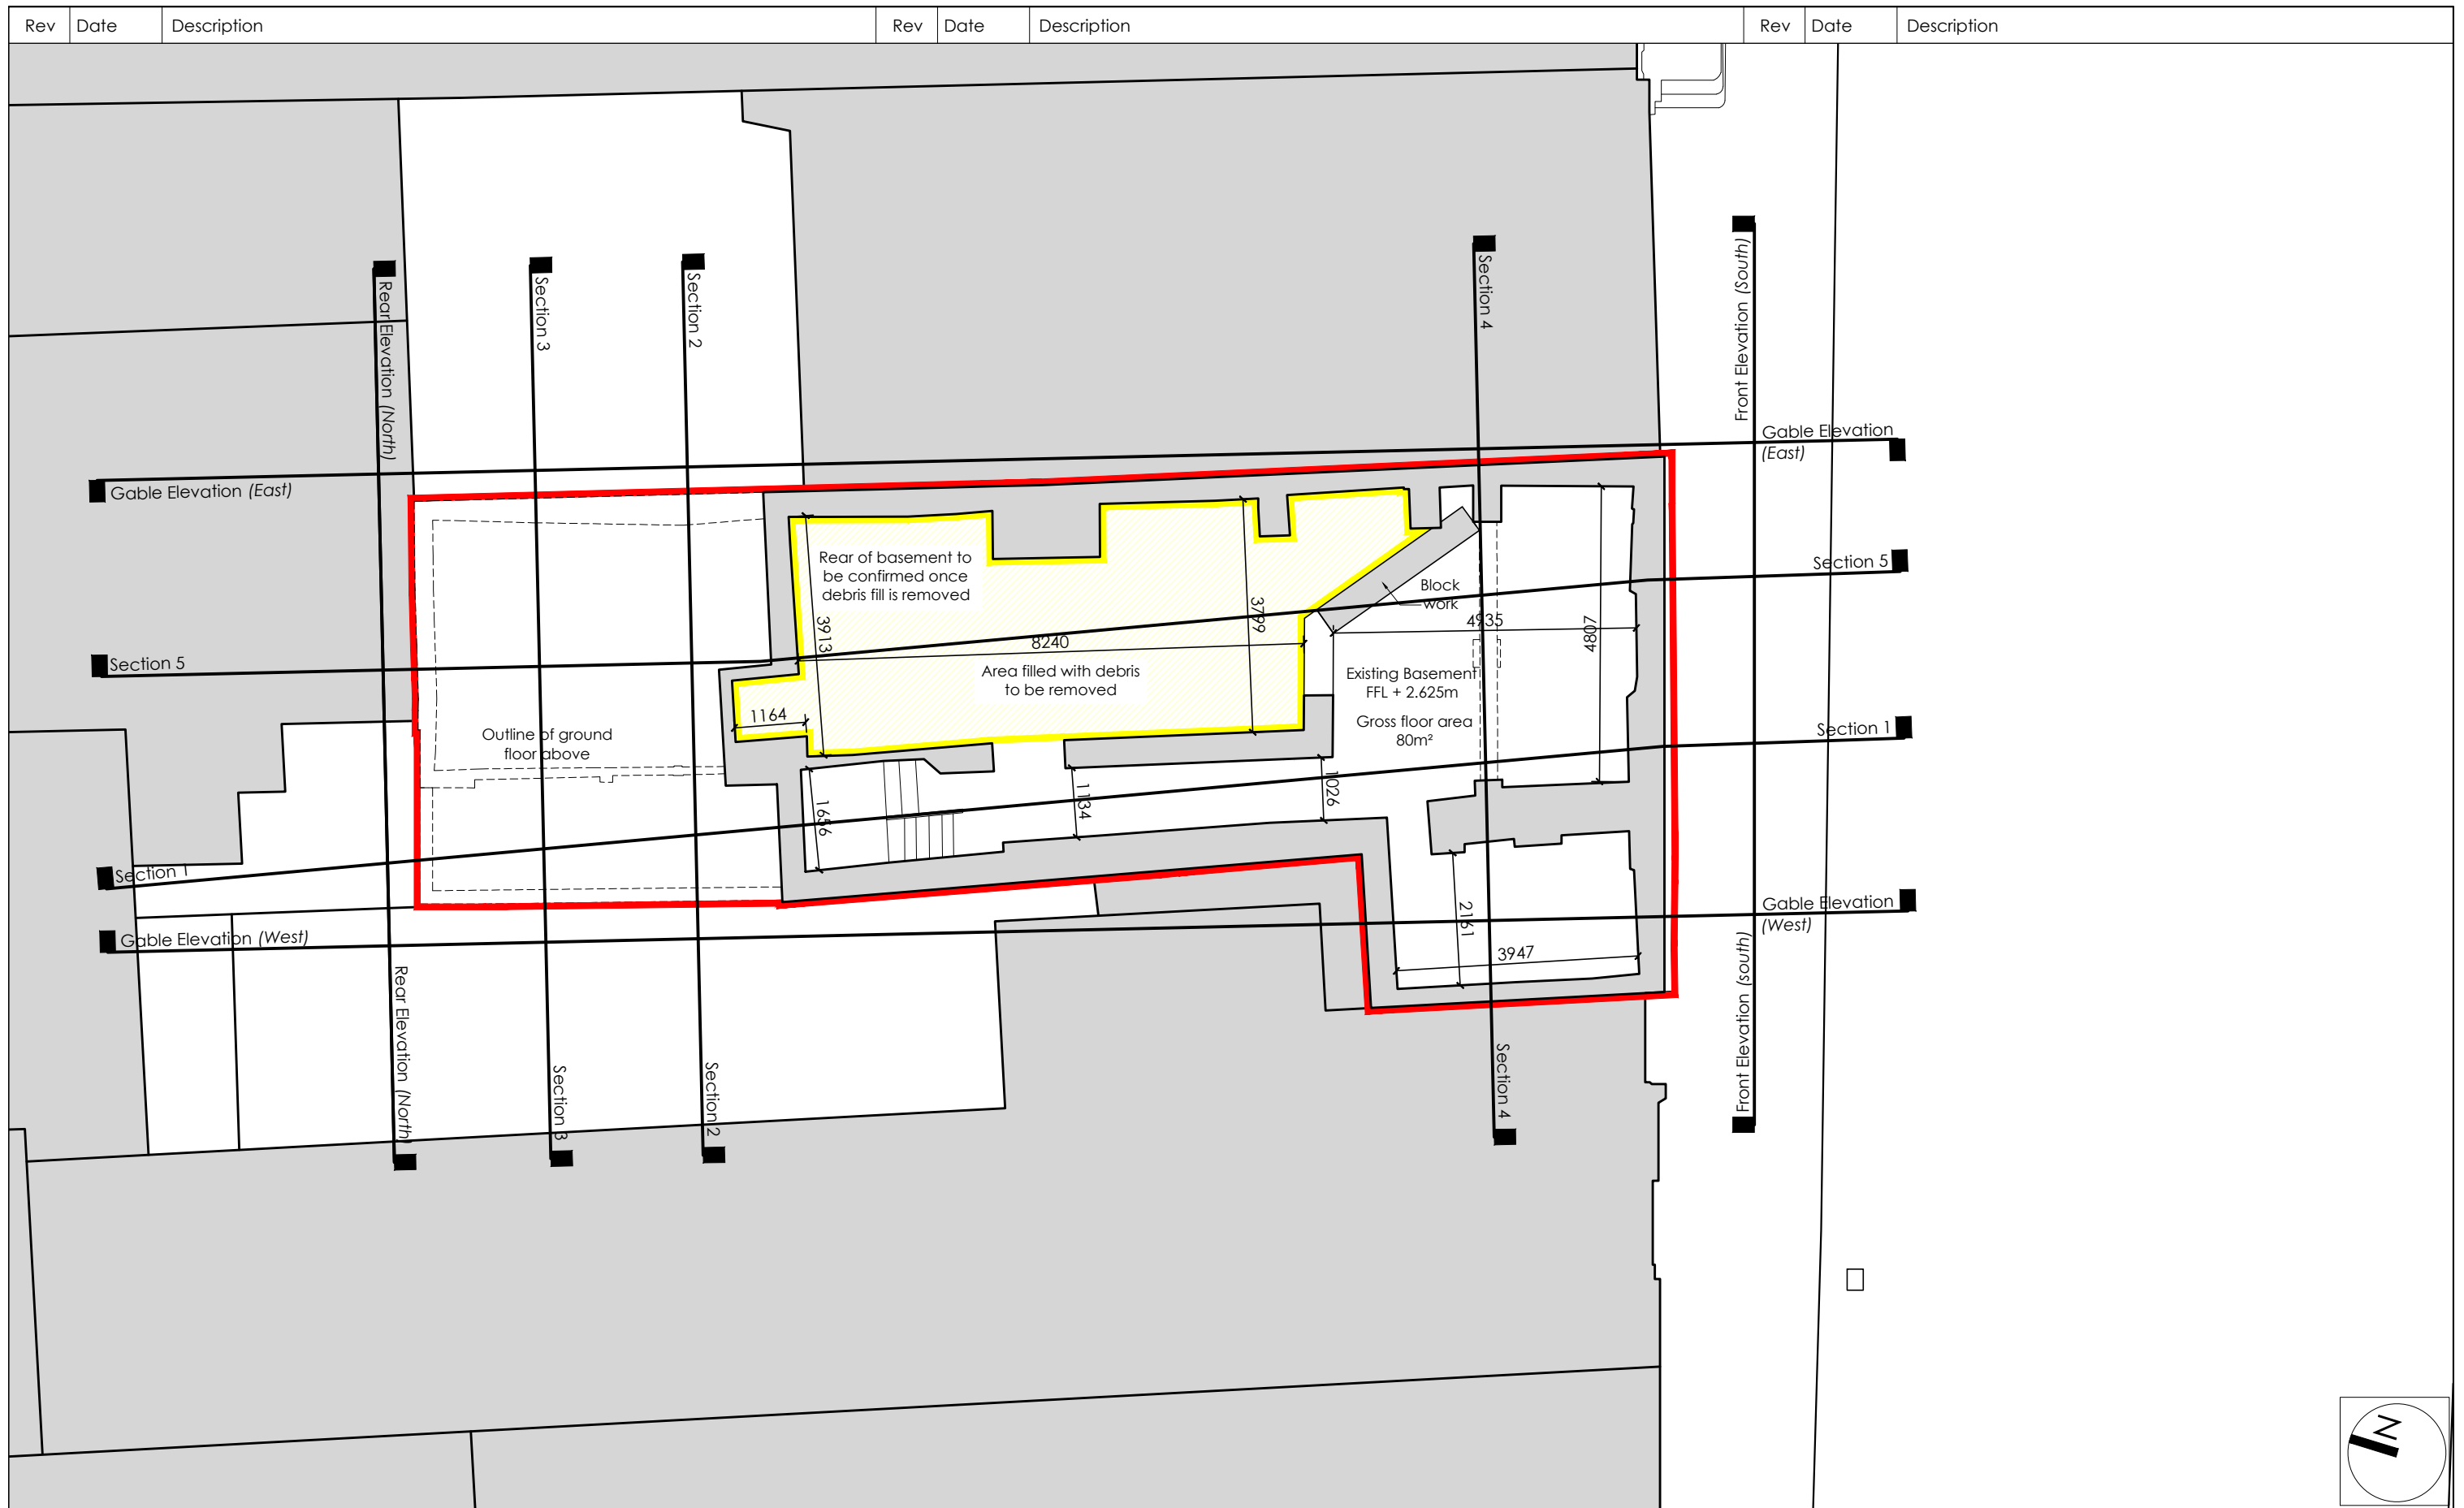 Rev Date Description Rev Date Description Rev Date Description
Front Elevation (South)
Section 4
Section 2
Section 3
Rear Elevation (North)
Gable Elevation
(East)
Gable Elevation (East)
Rear of basement to
be confirmed once
debris fill is removed
Section 5
Block
work
3799
3913
8240
4935
4807
Section 5
Area filled with debris
to be removed
Existing Basement
FFL + 2.625m
Gross floor area
80m²
1164
Outline of ground
floor above
Section 1
1656
1134
1026
Section 1
Gable Elevation
(West)
2161
3947
Gable Elevation (West)
Rear Elevation (North)
Section 3
Section 2
Section 4
Front Elevation (south)
N